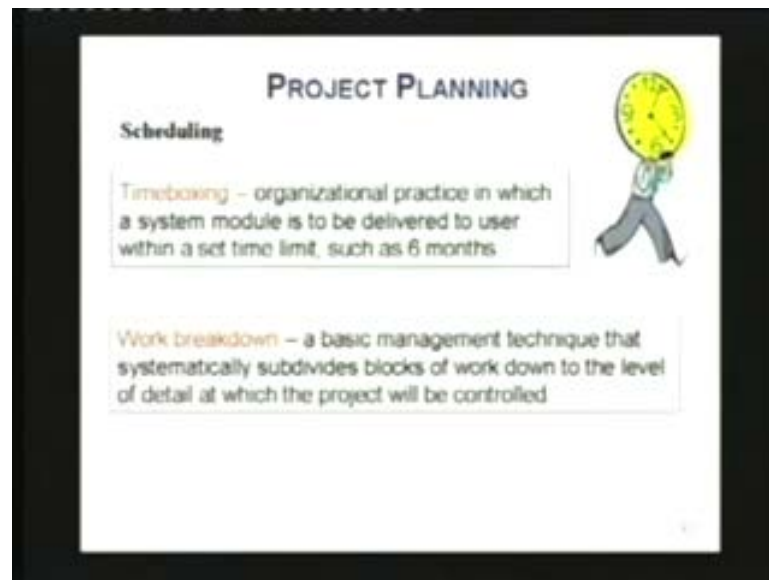 PROJECT PLANNING
Scheduling
Timeboxing – organizational practice in which
a system module is to be delivered to user
within a set time limit, such as 6 months
Work breakdown – a basic management technique that
systematically subdivides blocks of work down to the level
of detail at which the project will be controlled